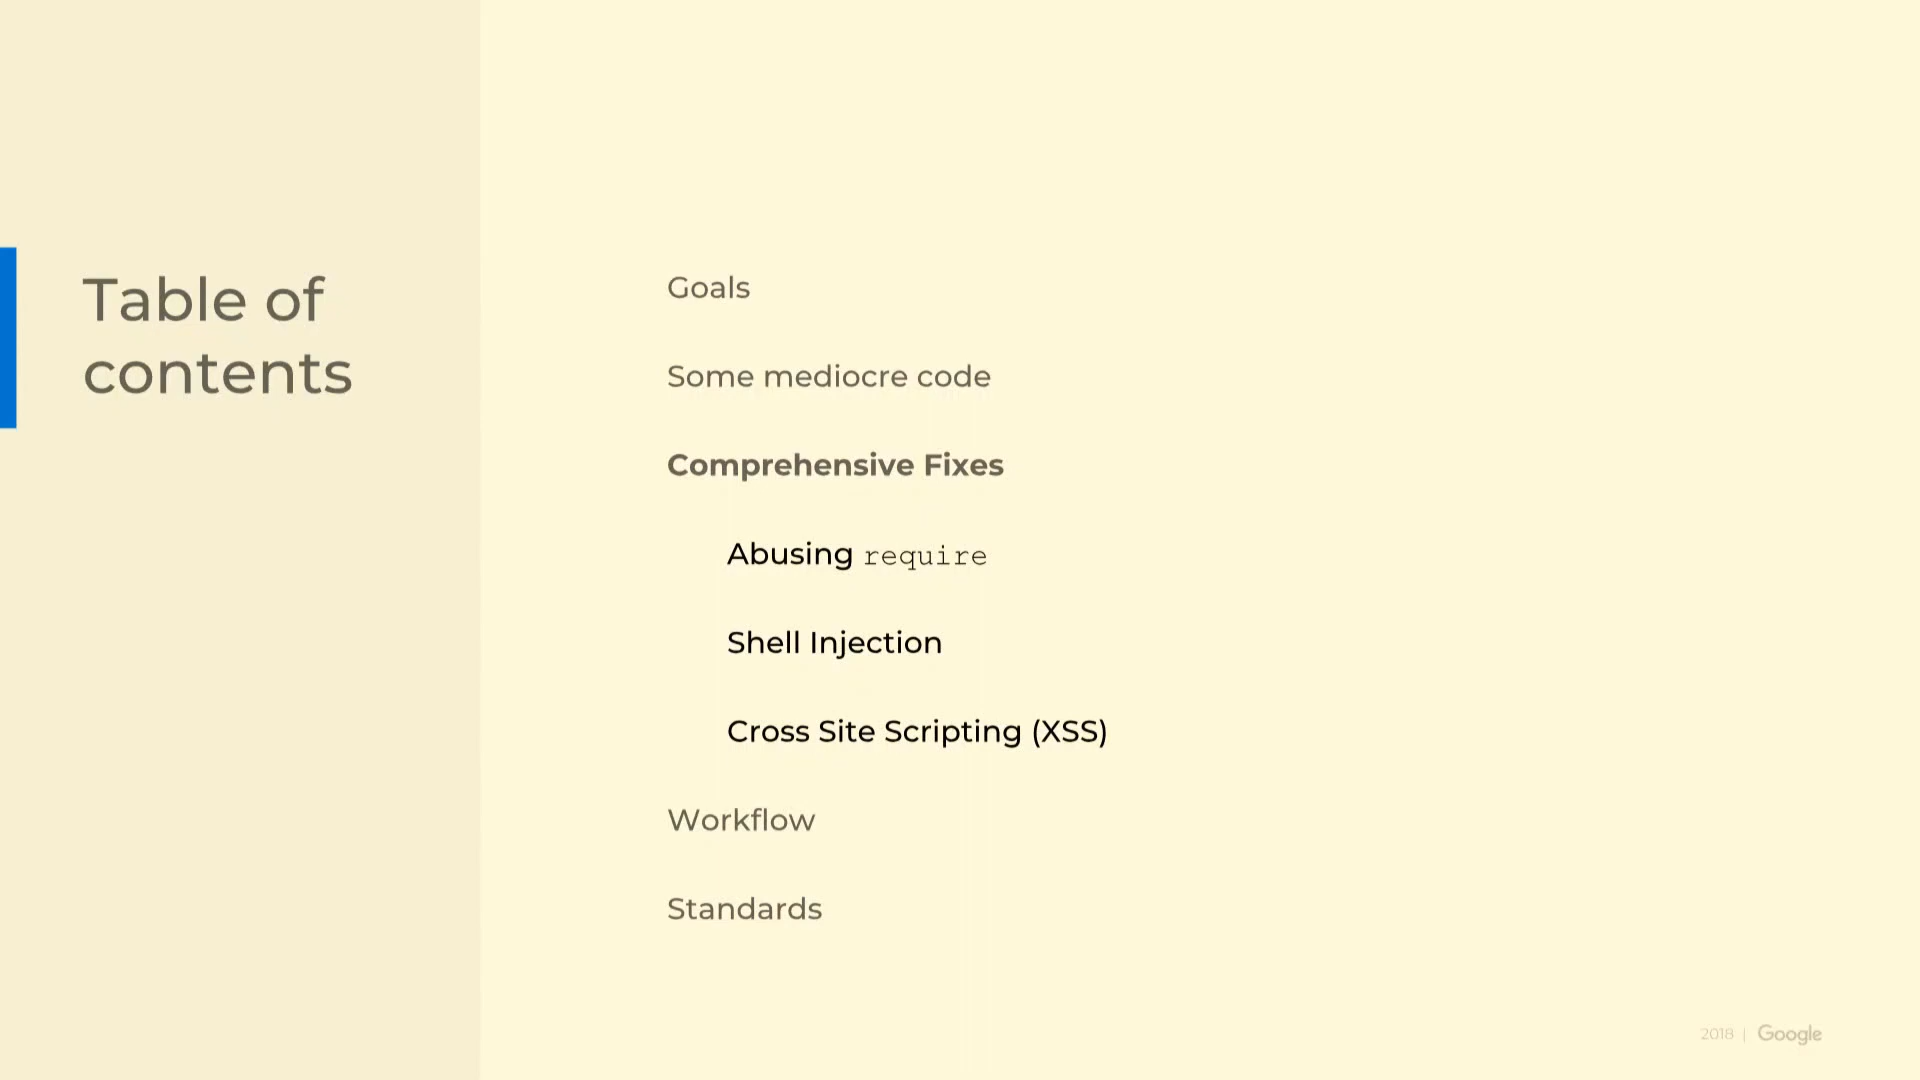 Table of
contents
Goals
Some mediocre code
Comprehensive Fixes
Abusing require
Shell Injection
Cross Site Scripting (XSS)
Workflow
Standards
2018 | Google